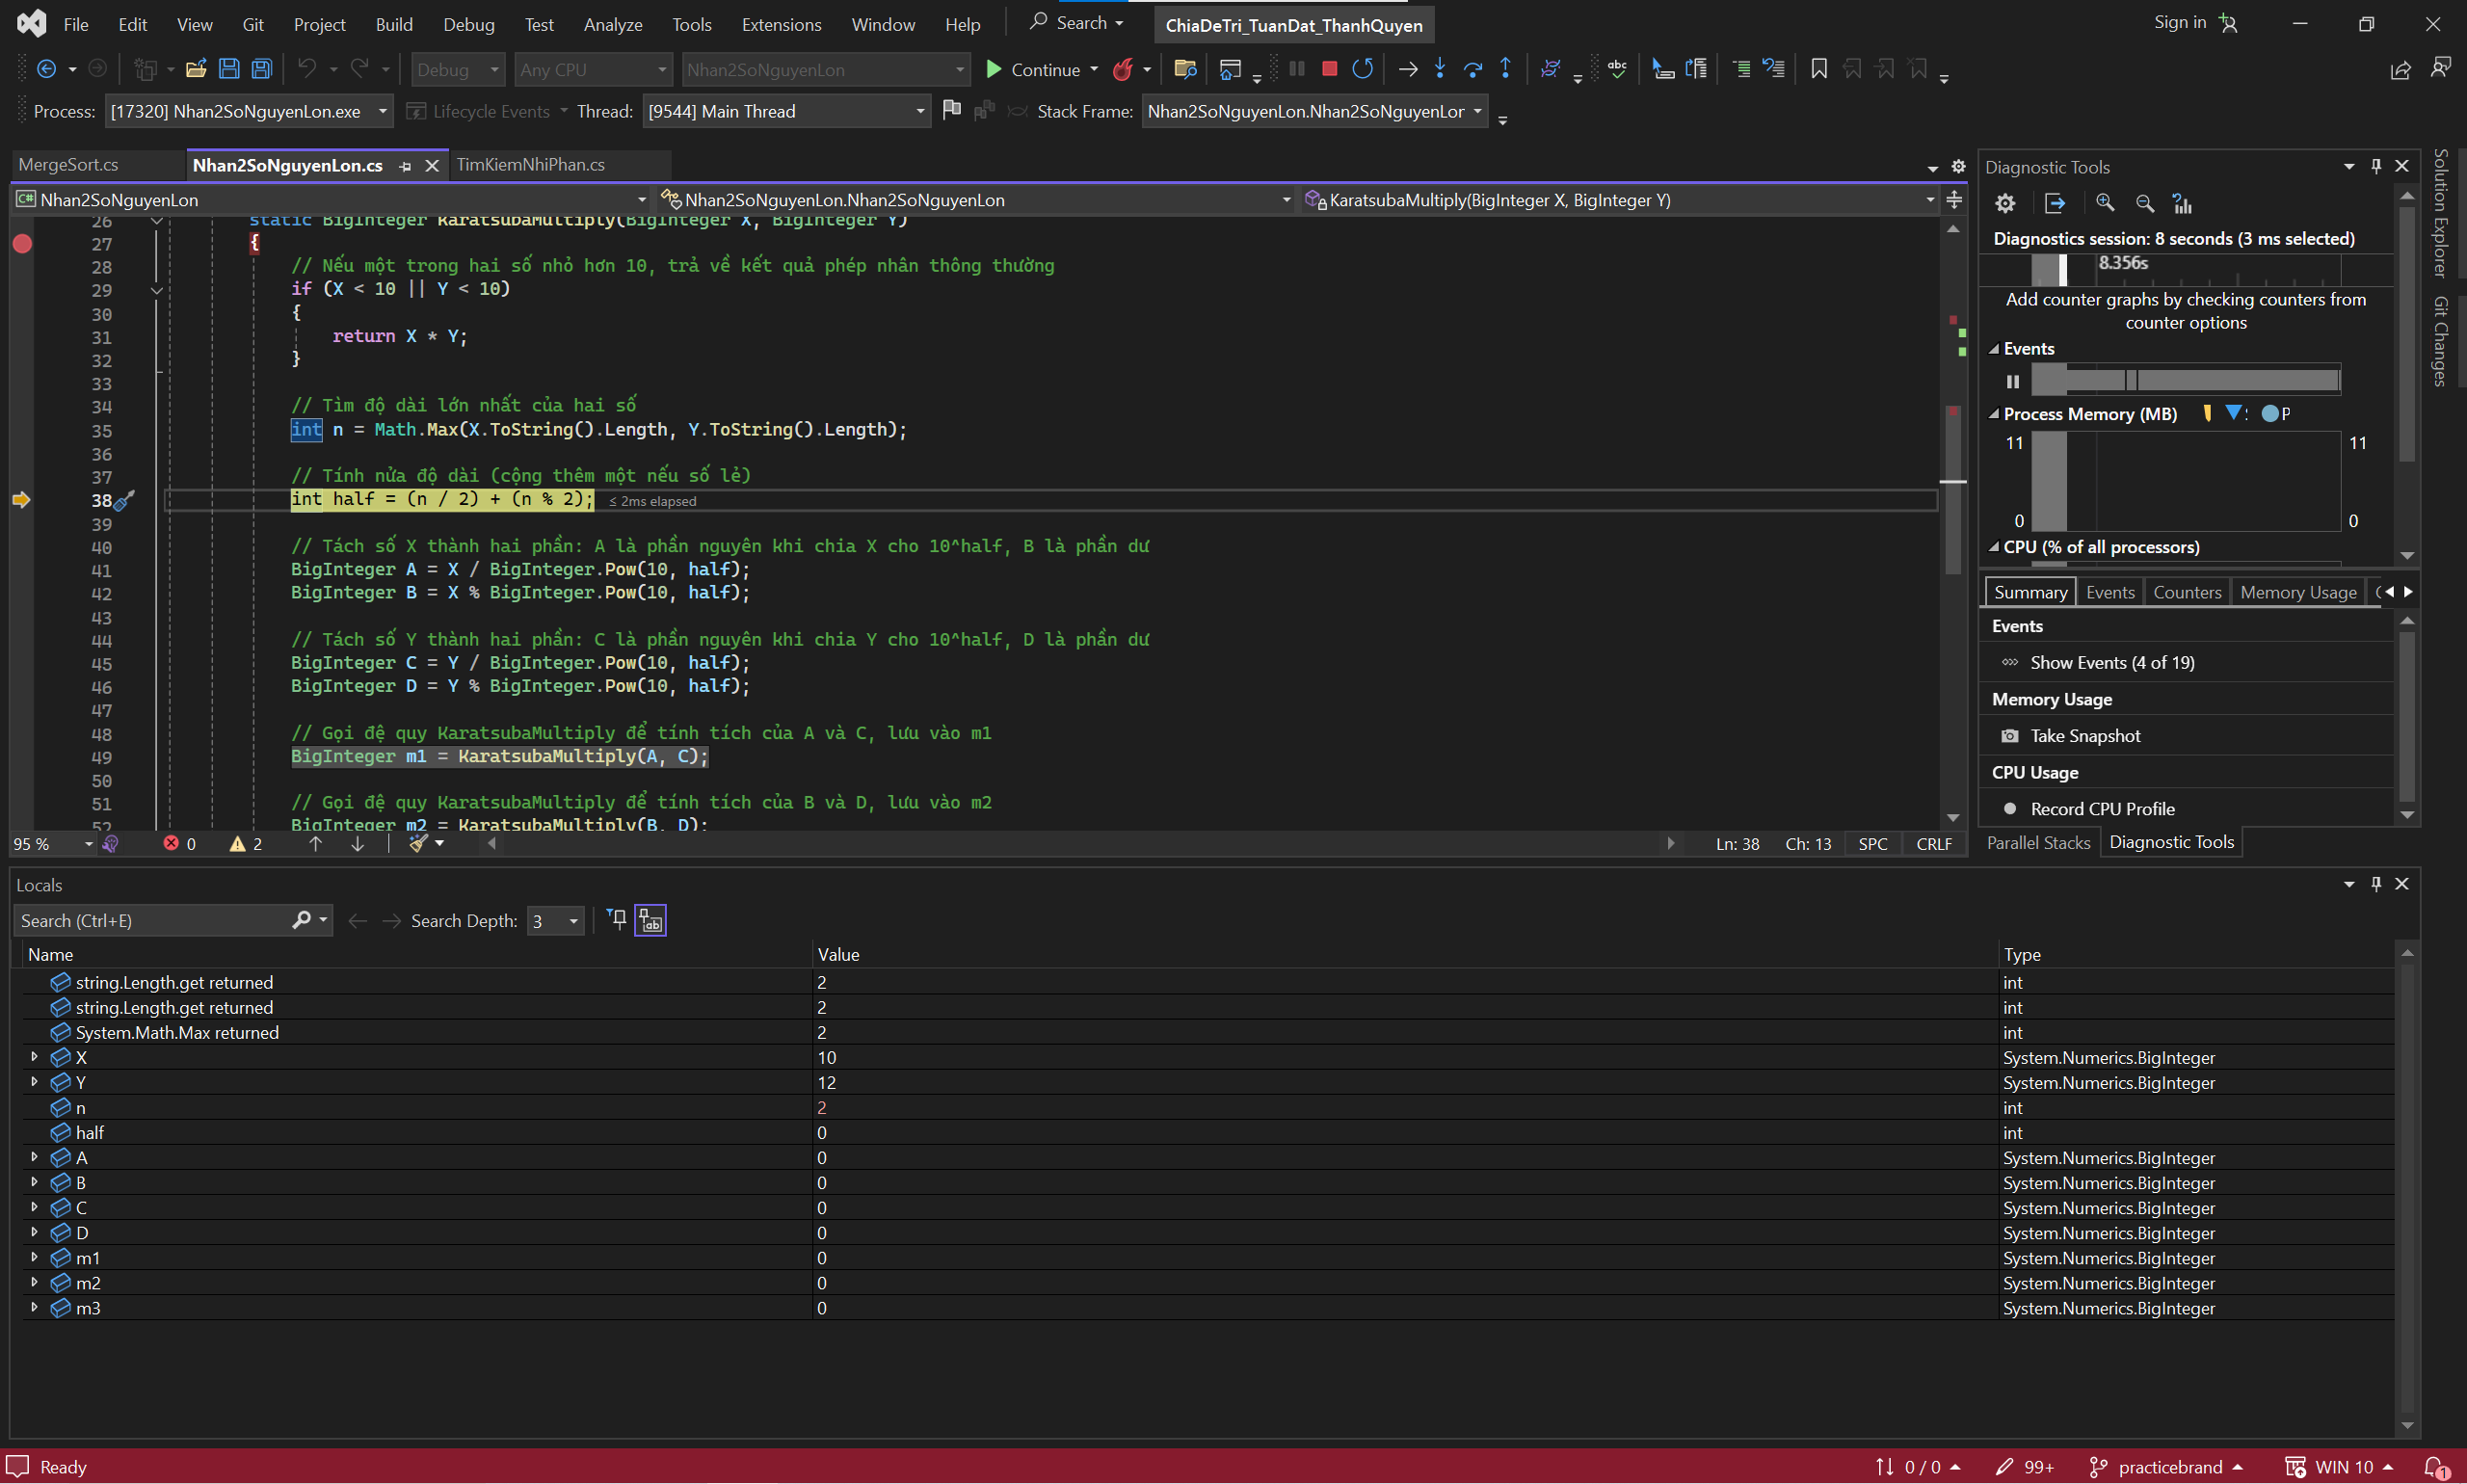 File Edit View Git Project Build Debug Test Analyze Tools Extensions Window Help Search ChiaDeTri_TuanDat_ThanhQuyen Sign in
Debug Any CPU Nhan2SoNguyenLon Continue
Process: [17320] Nhan2SoNguyenLon.exe Lifecycle Events Thread: [9544] Main Thread Stack Frame: Nhan2SoNguyenLon.Nhan2SoNguyenLor
MergeSort.cs Nhan2SoNguyenLon.cs TimKiemNhiPhan.cs
Nhan2SoNguyenLon Nhan2SoNguyenLon.Nhan2SoNguyenLon KaratsubaMultiply(BigInteger X, BigInteger Y)
26 static BigInteger KaratsubaMultiply(BigInteger X, BigInteger Y)
27 {
28 // Nếu một trong hai số nhỏ hơn 10, trả về kết quả phép nhân thông thường
29 if (X < 10 || Y < 10)
30 {
31 return X * Y;
32 }
33
34 // Tìm độ dài lớn nhất của hai số
35 int n = Math.Max(X.ToString().Length, Y.ToString().Length);
36
37 // Tính nửa độ dài (cộng thêm một nếu số lẻ)
38 int half = (n / 2) + (n % 2); ≤ 2ms elapsed
39
40 // Tách số X thành hai phần: A là phần nguyên khi chia X cho 10^half, B là phần dư
41 BigInteger A = X / BigInteger.Pow(10, half);
42 BigInteger B = X % BigInteger.Pow(10, half);
43
44 // Tách số Y thành hai phần: C là phần nguyên khi chia Y cho 10^half, D là phần dư
45 BigInteger C = Y / BigInteger.Pow(10, half);
46 BigInteger D = Y % BigInteger.Pow(10, half);
47
48 // Gọi đệ quy KaratsubaMultiply để tính tích của A và C, lưu vào m1
49 BigInteger m1 = KaratsubaMultiply(A, C);
50
51 // Gọi đệ quy KaratsubaMultiply để tính tích của B và D, lưu vào m2
52 BigInteger m2 = KaratsubaMultiply(B, D);
95 % 0 2 Ln: 38 Ch: 13 SPC CRLF
Diagnostic Tools
Diagnostics session: 8 seconds (3 ms selected)
8.356s
Add counter graphs by checking counters from
counter options
Events
Process Memory (MB) P
11 11
0 0
CPU (% of all processors)
Summary Events Counters Memory Usage
Events
Show Events (4 of 19)
Memory Usage
Take Snapshot
CPU Usage
Record CPU Profile
Parallel Stacks Diagnostic Tools
Solution Explorer
Git Changes
Locals
Search (Ctrl+E) Search Depth: 3
Name Value Type
string.Length.get returned 2 int
string.Length.get returned 2 int
System.Math.Max returned 2 int
X 10 System.Numerics.BigInteger
Y 12 System.Numerics.BigInteger
n 2 int
half 0 int
A 0 System.Numerics.BigInteger
B 0 System.Numerics.BigInteger
C 0 System.Numerics.BigInteger
D 0 System.Numerics.BigInteger
m1 0 System.Numerics.BigInteger
m2 0 System.Numerics.BigInteger
m3 0 System.Numerics.BigInteger
Ready 0 / 0 99+ practicebrand WIN 10 1